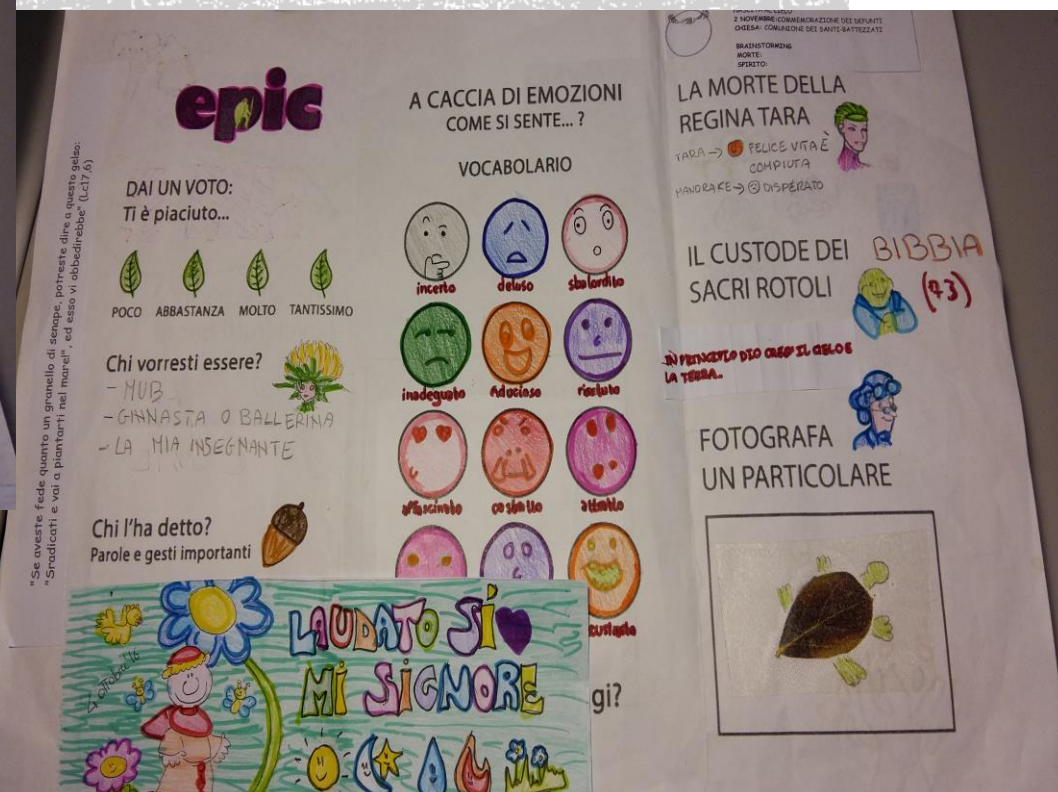 "Se aveste fede quanto un granello di senape, potreste dire a questo gelso:
"Sradicati e vai a piantarti nel mare!", ed esso vi obbedirebbe" (Lc17,6)
epic
DAI UN VOTO:
Ti è piaciuto...
POCO ABBASTANZA MOLTO TANTISSIMO
Chi vorresti essere?
- MUB
- GINNASTA O BALLERINA
- LA MIA INSEGNANTE
Chi l'ha detto?
Parole e gesti importanti
LAUDATO SI
MI SIGNORE
4 ottobre '16
A CACCIA DI EMOZIONI
COME SI SENTE... ?
VOCABOLARIO
incerto deluso sbalordito
inadeguato fiducioso risoluto
affascinato attratto
gi?
2 NOVEMBRE: COMMEMORAZIONE DEI DEFUNTI
CHIESA: COMUNIONE DEI SANTI-BATTEZZATI
BRAINSTORMING
MORTE:
SPIRITO:
LA MORTE DELLA
REGINA TARA
TARA → FELICE VITA È
COMPIUTA
MANDRAKE → DISPERATO
IL CUSTODE DEI BIBBIA
SACRI ROTOLI (73)
IN PRINCIPIO DIO CREÒ IL CIELO E
LA TERRA..
FOTOGRAFA
UN PARTICOLARE